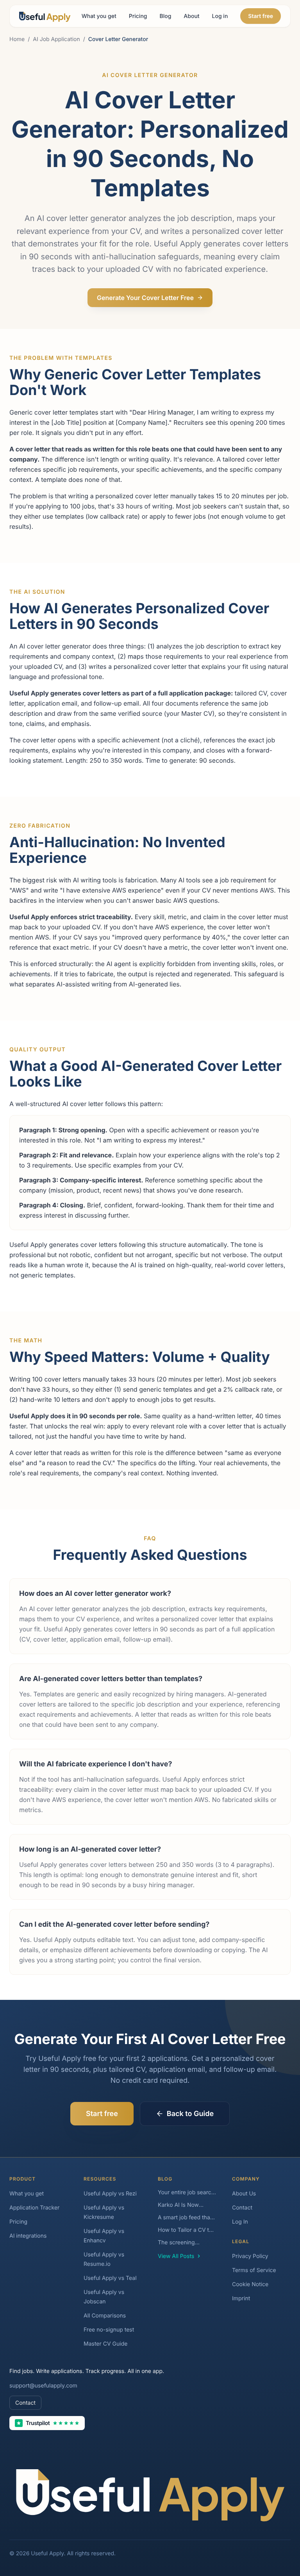 Useful Apply What you get Pricing Blog About Log in Start free
Home / AI Job Application / Cover Letter Generator
AI COVER LETTER GENERATOR
AI Cover Letter
Generator: Personalized
in 90 Seconds, No
Templates
An AI cover letter generator analyzes the job description, maps your
relevant experience from your CV, and writes a personalized cover letter
that demonstrates your fit for the role. Useful Apply generates cover letters
in 90 seconds with anti-hallucination safeguards, meaning every claim
traces back to your uploaded CV with no fabricated experience.
Generate Your Cover Letter Free →
THE PROBLEM WITH TEMPLATES
Why Generic Cover Letter Templates
Don't Work
Generic cover letter templates start with "Dear Hiring Manager, I am writing to express my
interest in the [Job Title] position at [Company Name]." Recruiters see this opening 200 times
per role. It signals you didn't put in any effort.
A cover letter that reads as written for this role beats one that could have been sent to any
company. The difference isn't length or writing quality. It's relevance. A tailored cover letter
references specific job requirements, your specific achievements, and the specific company
context. A template does none of that.
The problem is that writing a personalized cover letter manually takes 15 to 20 minutes per job.
If you're applying to 100 jobs, that's 33 hours of writing. Most job seekers can't sustain that, so
they either use templates (low callback rate) or apply to fewer jobs (not enough volume to get
results).
THE AI SOLUTION
How AI Generates Personalized Cover
Letters in 90 Seconds
An AI cover letter generator does three things: (1) analyzes the job description to extract key
requirements and company context, (2) maps those requirements to your real experience from
your uploaded CV, and (3) writes a personalized cover letter that explains your fit using natural
language and professional tone.
Useful Apply generates cover letters as part of a full application package: tailored CV, cover
letter, application email, and follow-up email. All four documents reference the same job
description and draw from the same verified source (your Master CV), so they're consistent in
tone, claims, and emphasis.
The cover letter opens with a specific achievement (not a cliché), references the exact job
requirements, explains why you're interested in this company, and closes with a forward-
looking statement. Length: 250 to 350 words. Time to generate: 90 seconds.
ZERO FABRICATION
Anti-Hallucination: No Invented
Experience
The biggest risk with AI writing tools is fabrication. Many AI tools see a job requirement for
"AWS" and write "I have extensive AWS experience" even if your CV never mentions AWS. This
backfires in the interview when you can't answer basic AWS questions.
Useful Apply enforces strict traceability. Every skill, metric, and claim in the cover letter must
map back to your uploaded CV. If you don't have AWS experience, the cover letter won't
mention AWS. If your CV says you "improved query performance by 40%," the cover letter can
reference that exact metric. If your CV doesn't have a metric, the cover letter won't invent one.
This is enforced structurally: the AI agent is explicitly forbidden from inventing skills, roles, or
achievements. If it tries to fabricate, the output is rejected and regenerated. This safeguard is
what separates AI-assisted writing from AI-generated lies.
QUALITY OUTPUT
What a Good AI-Generated Cover Letter
Looks Like
A well-structured AI cover letter follows this pattern:
Paragraph 1: Strong opening. Open with a specific achievement or reason you're
interested in this role. Not "I am writing to express my interest."
Paragraph 2: Fit and relevance. Explain how your experience aligns with the role's top 2
to 3 requirements. Use specific examples from your CV.
Paragraph 3: Company-specific interest. Reference something specific about the
company (mission, product, recent news) that shows you've done research.
Paragraph 4: Closing. Brief, confident, forward-looking. Thank them for their time and
express interest in discussing further.
Useful Apply generates cover letters following this structure automatically. The tone is
professional but not robotic, confident but not arrogant, specific but not verbose. The output
reads like a human wrote it, because the AI is trained on high-quality, real-world cover letters,
not generic templates.
THE MATH
Why Speed Matters: Volume + Quality
Writing 100 cover letters manually takes 33 hours (20 minutes per letter). Most job seekers
don't have 33 hours, so they either (1) send generic templates and get a 2% callback rate, or
(2) hand-write 10 letters and don't apply to enough jobs to get results.
Useful Apply does it in 90 seconds per role. Same quality as a hand-written letter, 40 times
faster. That unlocks the real win: apply to every relevant role with a cover letter that is actually
tailored, not just the handful you have time to write by hand.
A cover letter that reads as written for this role is the difference between "same as everyone
else" and "a reason to read the CV." The specifics do the lifting. Your real achievements, the
role's real requirements, the company's real context. Nothing invented.
FAQ
Frequently Asked Questions
How does an AI cover letter generator work?
An AI cover letter generator analyzes the job description, extracts key requirements,
maps them to your CV experience, and writes a personalized cover letter that explains
your fit. Useful Apply generates cover letters in 90 seconds as part of a full application
(CV, cover letter, application email, follow-up email).
Are AI-generated cover letters better than templates?
Yes. Templates are generic and easily recognized by hiring managers. AI-generated
cover letters are tailored to the specific job description and your experience, referencing
exact requirements and achievements. A letter that reads as written for this role beats
one that could have been sent to any company.
Will the AI fabricate experience I don't have?
Not if the tool has anti-hallucination safeguards. Useful Apply enforces strict
traceability: every claim in the cover letter must map back to your uploaded CV. If you
don't have AWS experience, the cover letter won't mention AWS. No fabricated skills or
metrics.
How long is an AI-generated cover letter?
Useful Apply generates cover letters between 250 and 350 words (3 to 4 paragraphs).
This length is optimal: long enough to demonstrate genuine interest and fit, short
enough to be read in 90 seconds by a busy hiring manager.
Can I edit the AI-generated cover letter before sending?
Yes. Useful Apply outputs editable text. You can adjust tone, add company-specific
details, or emphasize different achievements before downloading or copying. The AI
gives you a strong starting point; you control the final version.
Generate Your First AI Cover Letter Free
Try Useful Apply free for your first 2 applications. Get a personalized cover
letter in 90 seconds, plus tailored CV, application email, and follow-up email.
No credit card required.
Start free ← Back to Guide
PRODUCT
What you get
Application Tracker
Pricing
AI integrations
RESOURCES
Useful Apply vs Rezi
Useful Apply vs
Kickresume
Useful Apply vs
Enhancv
Useful Apply vs
Resume.io
Useful Apply vs Teal
Useful Apply vs
Jobscan
All Comparisons
Free no-signup test
Master CV Guide
BLOG
Your entire job searc...
Karko AI Is Now...
A smart job feed tha...
How to Tailor a CV t...
The screening...
View All Posts
COMPANY
About Us
Contact
Log In
LEGAL
Privacy Policy
Terms of Service
Cookie Notice
Imprint
Find jobs. Write applications. Track progress. All in one app.
support@usefulapply.com
Contact
Trustpilot
Useful Apply
© 2026 Useful Apply. All rights reserved.